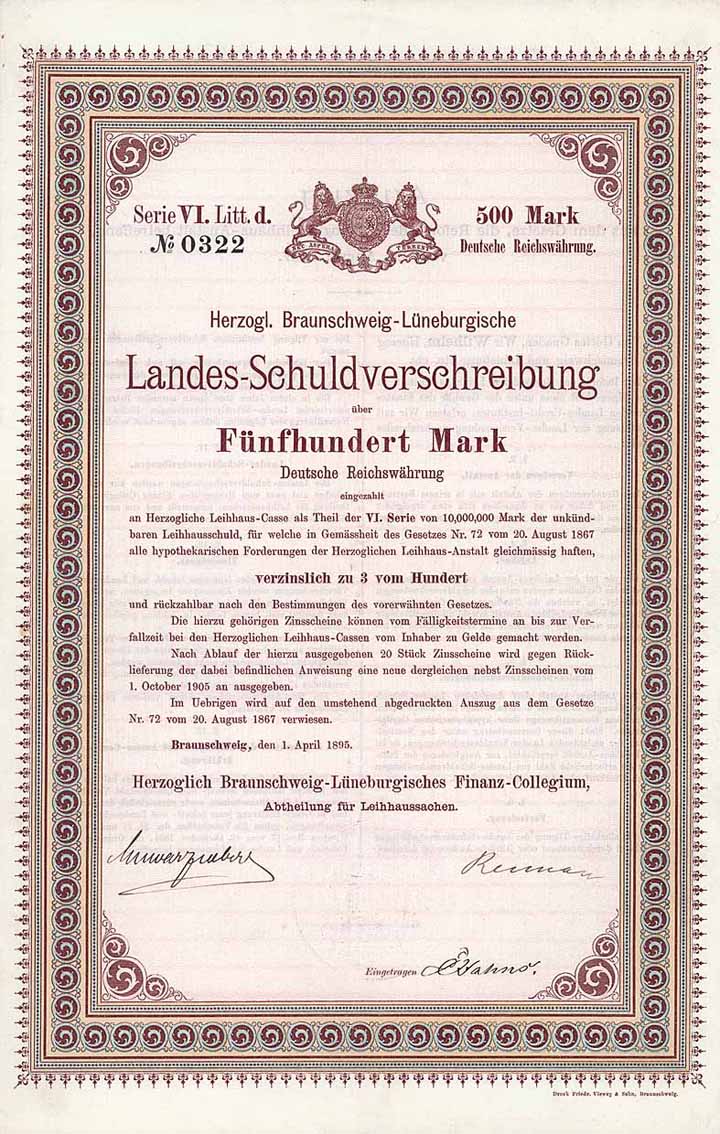 Serie VI. Litt. d.
№ 0322
500 Mark
Deutsche Reichswährung.
NEC ASPERA TERRENT
Herzogl. Braunschweig-Lüneburgische
Landes-Schuldverschreibung
über
Fünfhundert Mark
Deutsche Reichswährung
eingezahlt
an Herzogliche Leihhaus-Casse als Theil der VI. Serie von 10,000,000 Mark der unkünd-
baren Leihhausschuld, für welche in Gemässheit des Gesetzes Nr. 72 vom 20. August 1867
alle hypothekarischen Forderungen der Herzoglichen Leihhaus-Anstalt gleichmässig haften,
verzinslich zu 3 vom Hundert
und rückzahlbar nach den Bestimmungen des vorerwähnten Gesetzes.
Die hierzu gehörigen Zinsscheine können vom Fälligkeitstermine an bis zur Ver-
fallzeit bei den Herzoglichen Leihhaus-Cassen vom Inhaber zu Gelde gemacht werden.
Nach Ablauf der hierzu ausgegebenen 20 Stück Zinsscheine wird gegen Rück-
lieferung der dabei befindlichen Anweisung eine neue dergleichen nebst Zinsscheinen vom
1. October 1905 an ausgegeben.
Im Uebrigen wird auf den umstehend abgedruckten Auszug aus dem Gesetze
Nr. 72 vom 20. August 1867 verwiesen.
Braunschweig, den 1. April 1895.
Herzoglich Braunschweig-Lüneburgisches Finanz-Collegium,
Abtheilung für Leihhaussachen.
Eingetragen
Druck Friedr. Vieweg & Sohn, Braunschweig.